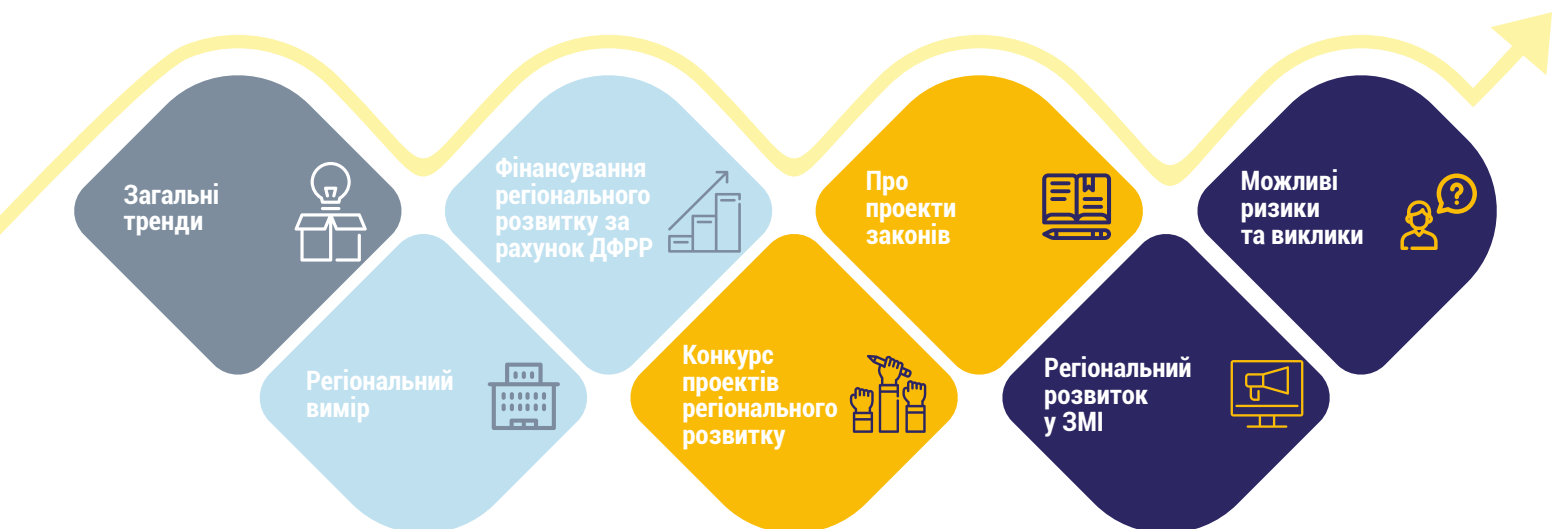 Загальні
тренди
Регіональний
вимір
Фінансування
регіонального
розвитку за
рахунок ДФРР
Конкурс
проектів
регіонального
розвитку
Про
проекти
законів
Регіональний
розвиток
у ЗМІ
Можливі
ризики
та виклики